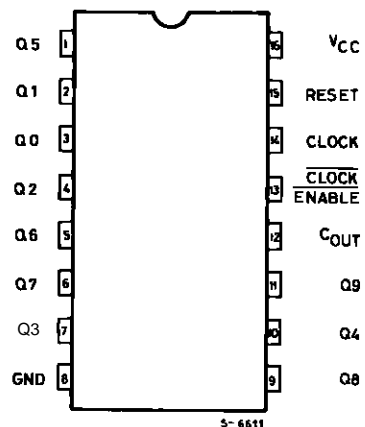 Q5 1 16 VCC
Q1 2 15 RESET
Q0 3 14 CLOCK
Q2 4 13 CLOCK ENABLE
Q6 5 12 COUT
Q7 6 11 Q9
Q3 7 10 Q4
GND 8 9 Q8
S-6611